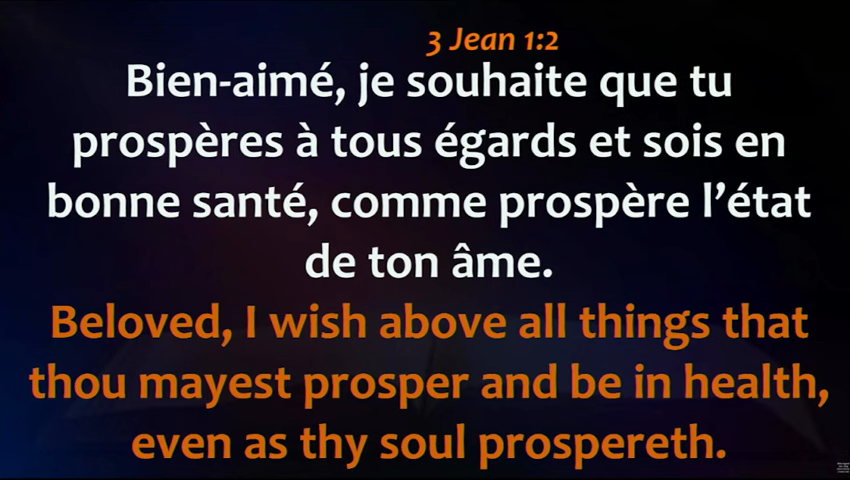 3 Jean 1:2
Bien-aimé, je souhaite que tu
prospères à tous égards et sois en
bonne santé, comme prospère l’état
de ton âme.
Beloved, I wish above all things that
thou mayest prosper and be in health,
even as thy soul prospereth.